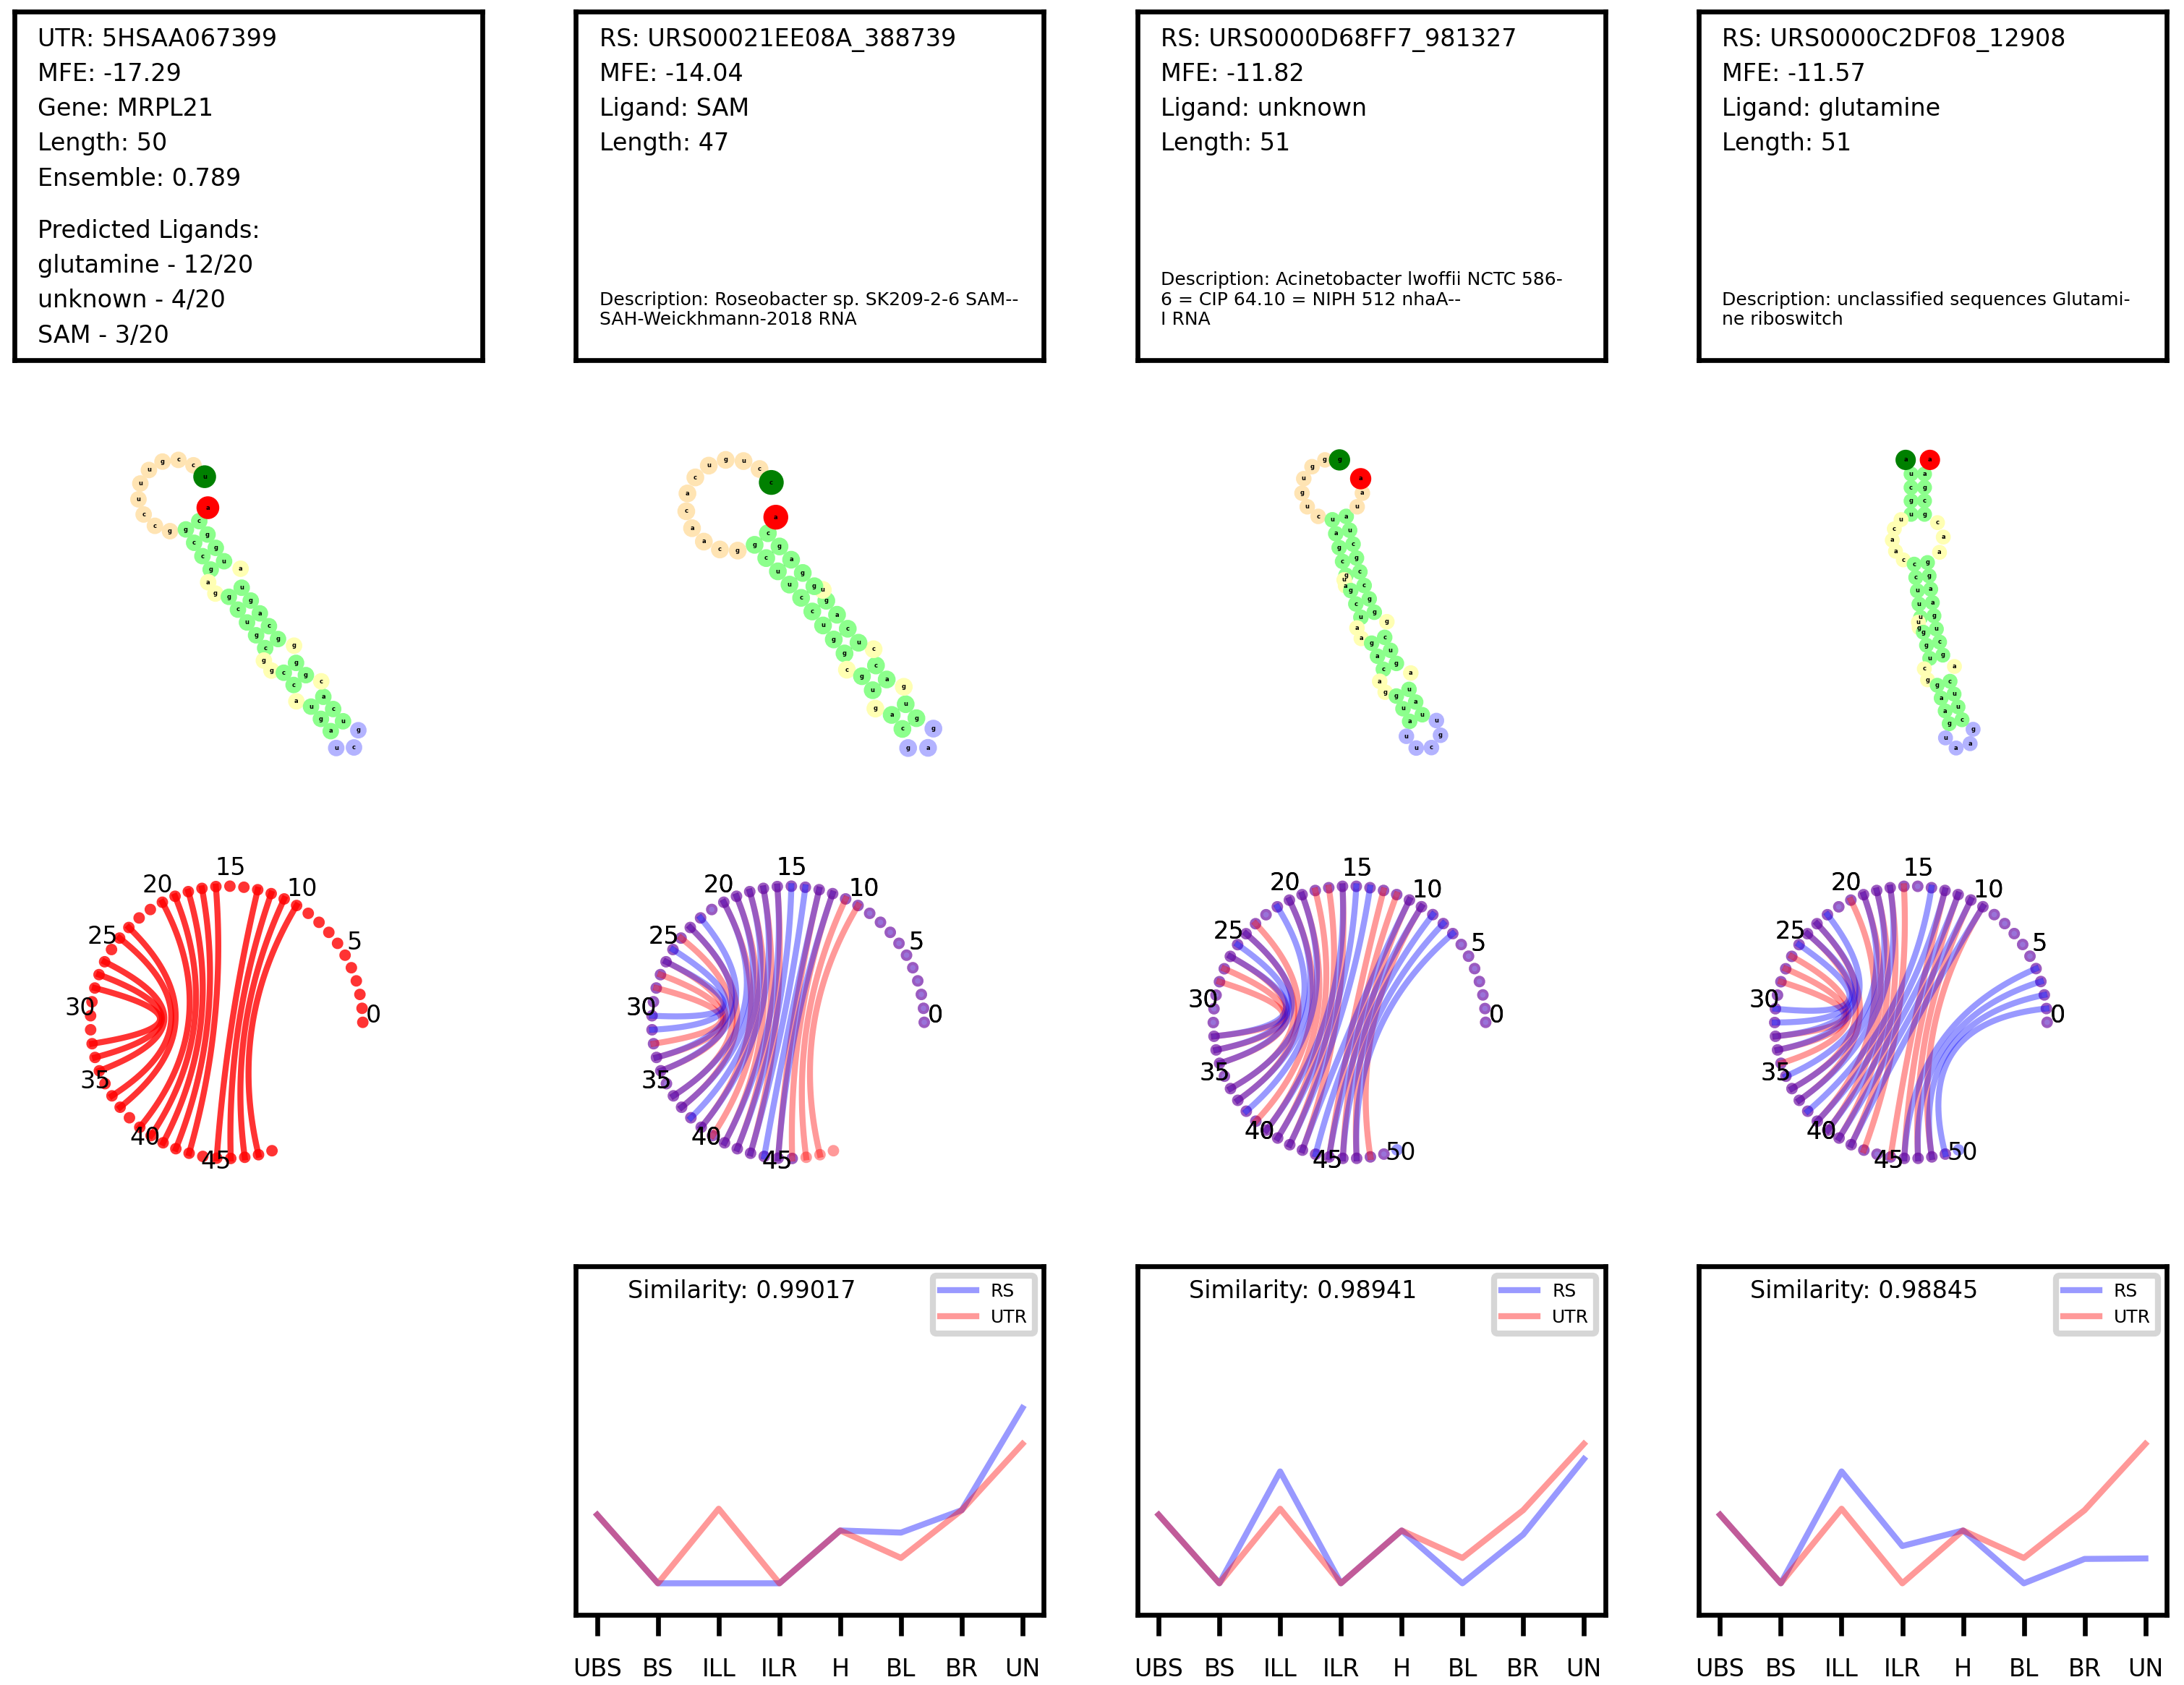 UTR: 5HSAA067399
MFE: -17.29
Gene: MRPL21
Length: 50
Ensemble: 0.789
Predicted Ligands:
glutamine - 12/20
unknown - 4/20
SAM - 3/20
RS: URS00021EE08A_388739
MFE: -14.04
Ligand: SAM
Length: 47
Description: Roseobacter sp. SK209-2-6 SAM--
SAH-Weickhmann-2018 RNA
RS: URS0000D68FF7_981327
MFE: -11.82
Ligand: unknown
Length: 51
Description: Acinetobacter lwoffii NCTC 586-
6 = CIP 64.10 = NIPH 512 nhaA--
I RNA
RS: URS0000C2DF08_12908
MFE: -11.57
Ligand: glutamine
Length: 51
Description: unclassified sequences Glutami-
ne riboswitch
0
5
10
15
20
25
30
35
40
45
0
5
10
15
20
25
30
35
40
45
0
5
10
15
20
25
30
35
40
45
50
0
5
10
15
20
25
30
35
40
45
50
Similarity: 0.99017
RS
UTR
UBS BS ILL ILR H BL BR UN
Similarity: 0.98941
RS
UTR
UBS BS ILL ILR H BL BR UN
Similarity: 0.98845
RS
UTR
UBS BS ILL ILR H BL BR UN